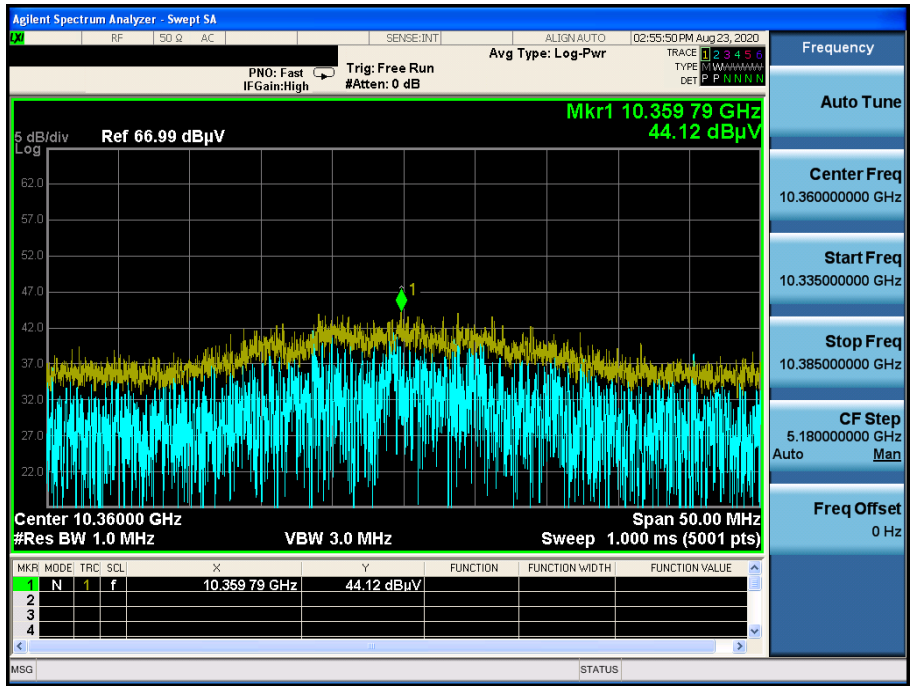 Agilent Spectrum Analyzer - Swept SA
LXI RF 50 Ω AC SENSE:INT ALIGN AUTO 02:55:50 PM Aug 23, 2020
Frequency
Avg Type: Log-Pwr
TRACE 1 2 3 4 5 6
PNO: Fast Trig: Free Run
TYPE M WWWWW
IFGain:High #Atten: 0 dB
DET P P N N N N
Auto Tune
Mkr1 10.359 79 GHz
5 dB/div Ref 66.99 dBµV 44.12 dBµV
Log
62.0
57.0
52.0
47.0
42.0
37.0
32.0
27.0
22.0
1
Center Freq
10.360000000 GHz
Start Freq
10.335000000 GHz
Stop Freq
10.385000000 GHz
CF Step
5.180000000 GHz
Auto Man
Freq Offset
0 Hz
Center 10.36000 GHz Span 50.00 MHz
#Res BW 1.0 MHz VBW 3.0 MHz Sweep 1.000 ms (5001 pts)
MKR MODE TRC SCL X Y FUNCTION FUNCTION WIDTH FUNCTION VALUE
1 N 1 f 10.359 79 GHz 44.12 dBµV
2
3
4
MSG STATUS